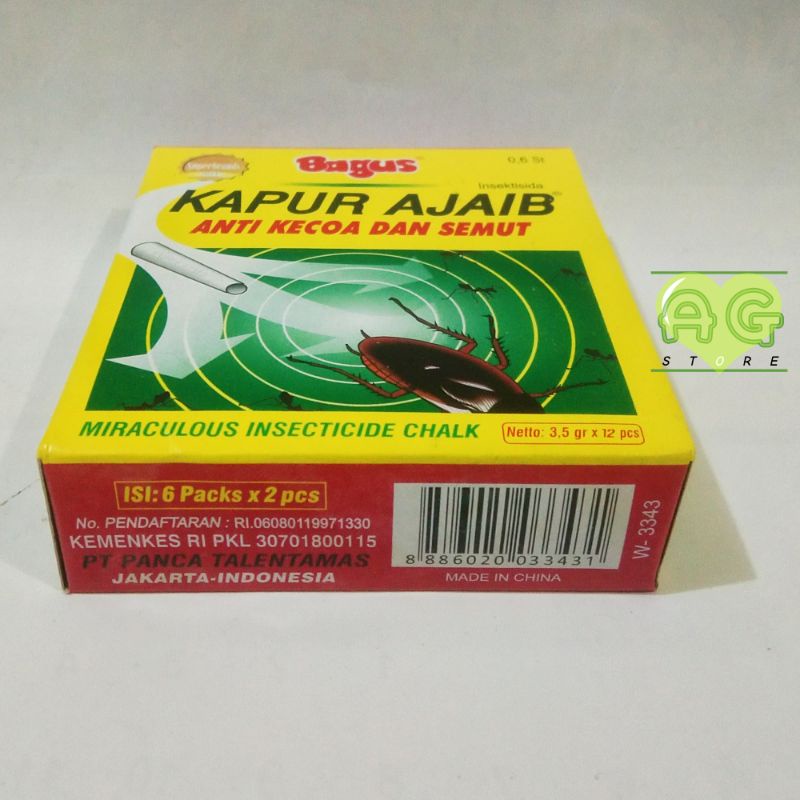 Bagus®
0,6 St
Insektisida
KAPUR AJAIB®
ANTI KECOA DAN SEMUT
MIRACULOUS INSECTICIDE CHALK
Netto: 3,5 gr x 12 pcs
ISI: 6 Packs x 2 pcs
No. PENDAFTARAN : RI.06080119971330
KEMENKES RI PKL 30701800115
PT PANCA TALENTAMAS
JAKARTA-INDONESIA
8 886020 033431
MADE IN CHINA
W-3343
AG
STORE